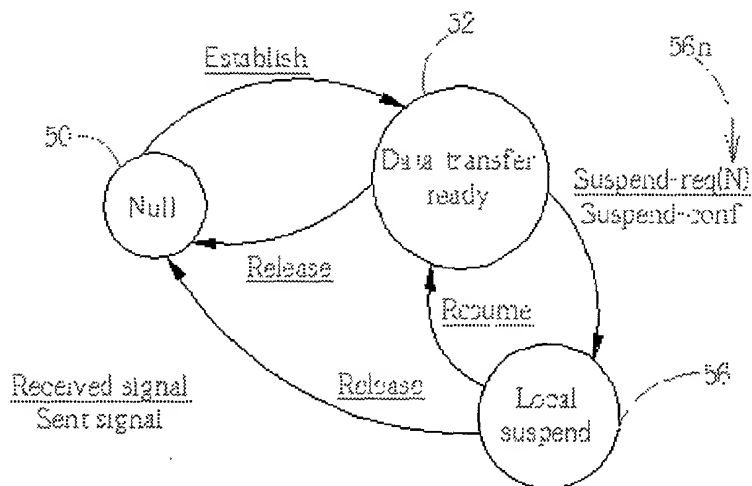 52
56n
Establish
50
Data transfer
ready
Suspend-req(N)
Suspend-conf
Null
Release
Resume
Received signal
Sent signal
Release
Local
suspend
56